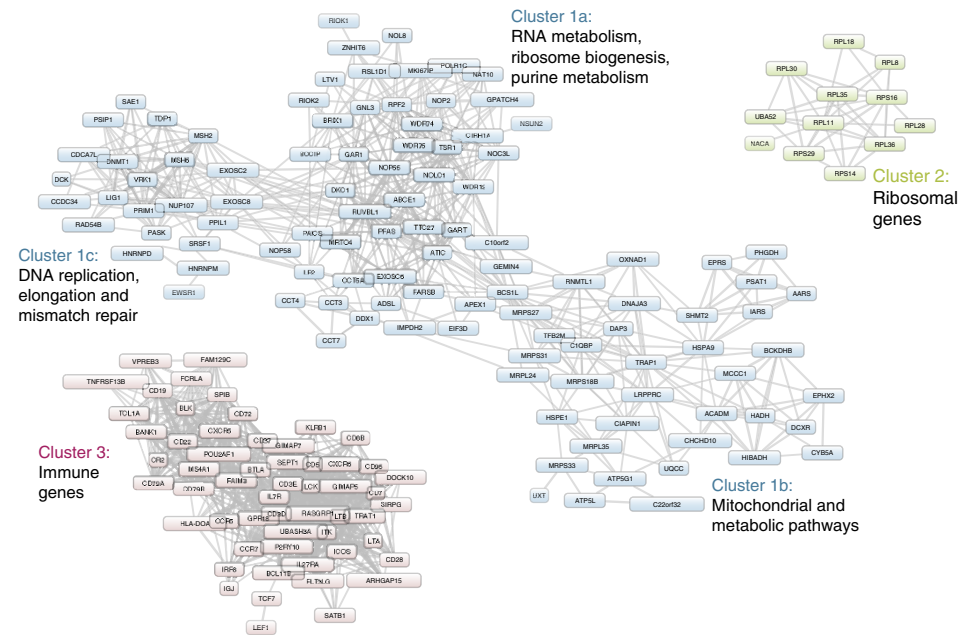 Cluster 1a:
RNA metabolism,
ribosome biogenesis,
purine metabolism
RIOK1
NOL8
ZNHIT6
POLR1C
RSL1D1
MKI67IP
NAT10
LTV1
RIOK2
GNL3
RPF2
NOP2
GPATCH4
BRIX1
WDR74
NSUN2
WDR75
TSR1
NOC3L
GAR1
NOP56
NOLC1
DKC1
WDR12
ABCE1
RUVBL1
PAICS
PFAS
TTC27
GART
MRTO4
C10orf2
NOP58
ATIC
GEMIN4
CCT6A
EXOSC5
FARSB
BCS1L
CCT4
CCT3
ADSL
APEX1
DDX1
IMPDH2
EIF3D
CCT7
SAE1
PSIP1
TDP1
MSH2
CDCA7L
DNMT1
MSH6
EXOSC2
DCK
VRK1
CCDC34
LIG1
PRIM1
NUP107
EXOSC8
RAD54B
PASK
PPIL1
SRSF1
HNRNPD
HNRNPM
EWSR1
Cluster 1c:
DNA replication,
elongation and
mismatch repair
RPL18
RPL30
RPL8
RPL35
RPS16
UBA52
RPL11
RPL28
NACA
RPS29
RPL36
RPS14
Cluster 2:
Ribosomal
genes
OXNAD1
PHGDH
EPRS
RNMTL1
PSAT1
AARS
DNAJA3
MRPS27
SHMT2
IARS
DAP3
TFB2M
C1QBP
HSPA9
BCKDHB
MRPS31
TRAP1
MCCC1
MRPL24
MRPS18B
LRPPRC
EPHX2
HSPE1
CIAPIN1
ACADM
HADH
DCXR
MRPL35
CHCHD10
CYB5A
HIBADH
MRPS33
UQCC
ATP5G1
UXT
ATP5L
C22orf32
Cluster 1b:
Mitochondrial and
metabolic pathways
Cluster 3:
Immune
genes
VPREB3
FAM129C
TNFRSF13B
FCRLA
CD19
SPIB
TCL1A
BLK
CD72
BANK1
CXCR5
KLRB1
CD22
CD27
GIMAP7
CD8B
CR2
POU2AF1
MS4A1
BTLA
SEPT1
CD5
CXCR6
CD96
CD79A
CD79B
FAIM3
CD3E
LCK
GIMAP5
CD7
DOCK10
IL7R
SIRPG
HLA-DOA
CCR6
CD3D
RASGRP1
LTB
TRAT1
UBASH3A
ITK
CCR7
P2RY10
ICOS
LTA
CD28
IRF8
BCL11B
IL27RA
FLT3LG
ARHGAP15
IGJ
TCF7
SATB1
LEF1